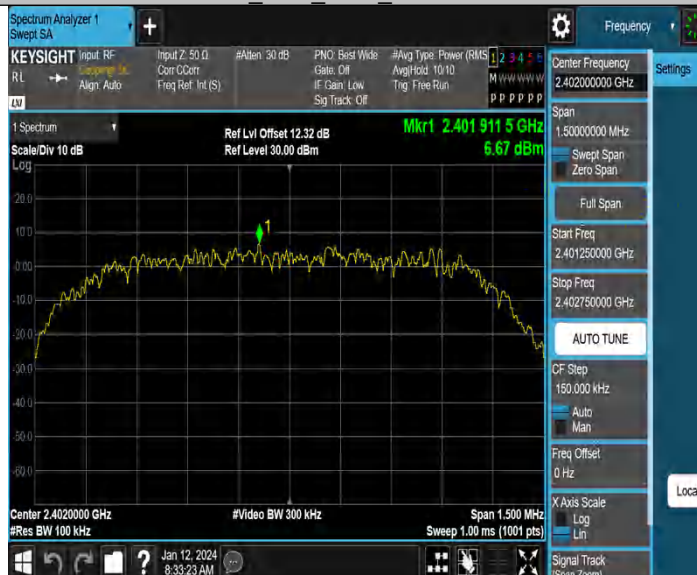 Spectrum Analyzer 1
Swept SA
+
Frequency
KEYSIGHT
RL
LXI
Input: RF
Align: Auto
Input Z: 50 Ω
Corr CCorr
Freq Ref: Int (S)
#Atten: 30 dB
PNO: Best Wide
Gate: Off
IF Gain: Low
Sig Track: Off
#Avg Type: Power (RMS
Avg|Hold: 10/10
Trig: Free Run
1 2 3 4 5 6
M W W W W W
P P P P P P
1 Spectrum
Scale/Div 10 dB
Log
Ref Lvl Offset 12.32 dB
Ref Level 30.00 dBm
Mkr1 2.401 911 5 GHz
6.67 dBm
20.0
10.0
0.00
-10.0
-20.0
-30.0
-40.0
-50.0
-60.0
1
Center 2.4020000 GHz
#Res BW 100 kHz
#Video BW 300 kHz
Span 1.500 MHz
Sweep 1.00 ms (1001 pts)
?
Jan 12, 2024
8:33:23 AM
Center Frequency
2.402000000 GHz
Span
1.50000000 MHz
Swept Span
Zero Span
Full Span
Start Freq
2.401250000 GHz
Stop Freq
2.402750000 GHz
AUTO TUNE
CF Step
150.000 kHz
Auto
Man
Freq Offset
0 Hz
X Axis Scale
Log
Lin
Signal Track
(Span Zoom)
Settings
Loca